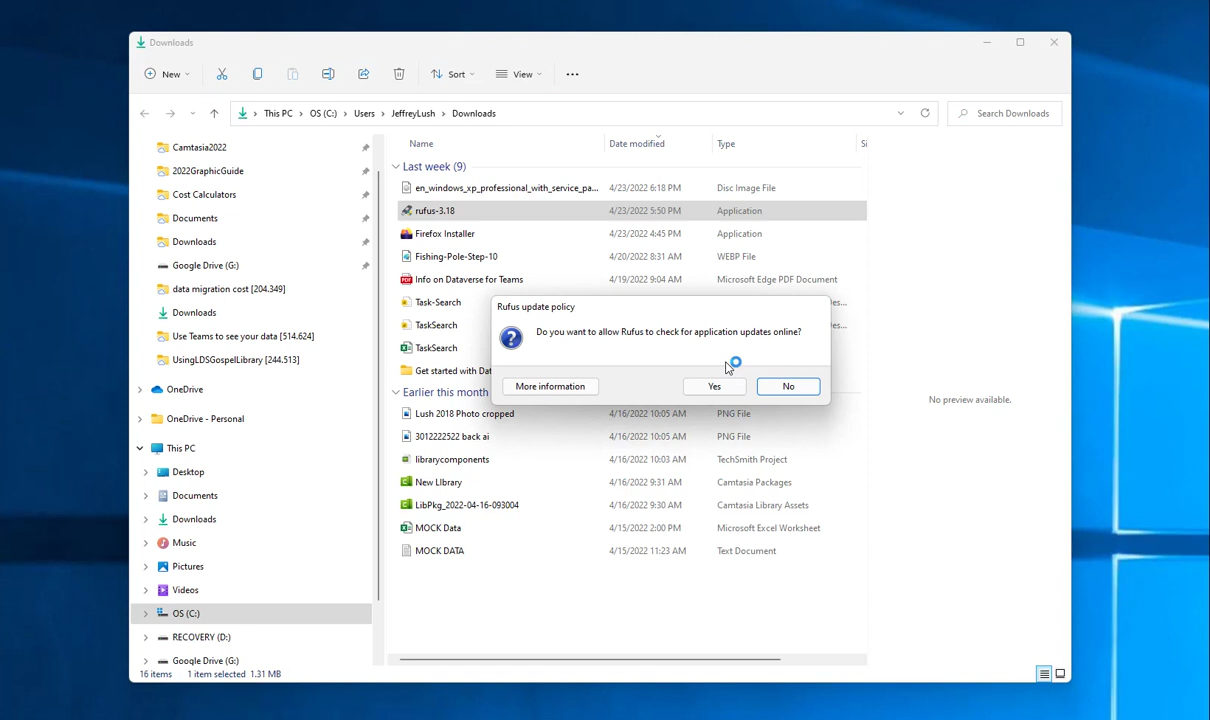 Downloads
New
Sort
View
This PC > OS (C:) > Users > JeffreyLush > Downloads
Search Downloads
Camtasia2022
2022GraphicGuide
Cost Calculators
Documents
Downloads
Google Drive (G:)
data migration cost [204.349]
Downloads
Use Teams to see your data [514.624]
UsingLDSGospelLibrary [244.513]
OneDrive
OneDrive - Personal
This PC
Desktop
Documents
Downloads
Music
Pictures
Videos
OS (C:)
RECOVERY (D:)
Google Drive (G:)
Name Date modified Type Si
Last week (9)
en_windows_xp_professional_with_service_pa... 4/23/2022 6:18 PM Disc Image File
rufus-3.18 4/23/2022 5:50 PM Application
Firefox Installer 4/23/2022 4:45 PM Application
Fishing-Pole-Step-10 4/20/2022 8:31 AM WEBP File
Info on Dataverse for Teams 4/19/2022 9:04 AM Microsoft Edge PDF Document
Task-Search es...
TaskSearch es...
TaskSearch
Get started with Dat
Earlier this month
Lush 2018 Photo cropped 4/16/2022 10:05 AM PNG File
3012222522 back ai 4/16/2022 10:05 AM PNG File
librarycomponents 4/16/2022 10:03 AM TechSmith Project
New LIbrary 4/16/2022 9:31 AM Camtasia Packages
LibPkg_2022-04-16-093004 4/16/2022 9:30 AM Camtasia Library Assets
MOCK Data 4/15/2022 2:00 PM Microsoft Excel Worksheet
MOCK DATA 4/15/2022 11:23 AM Text Document
Rufus update policy
Do you want to allow Rufus to check for application updates online?
More information
Yes
No
No preview available.
16 items 1 item selected 1.31 MB